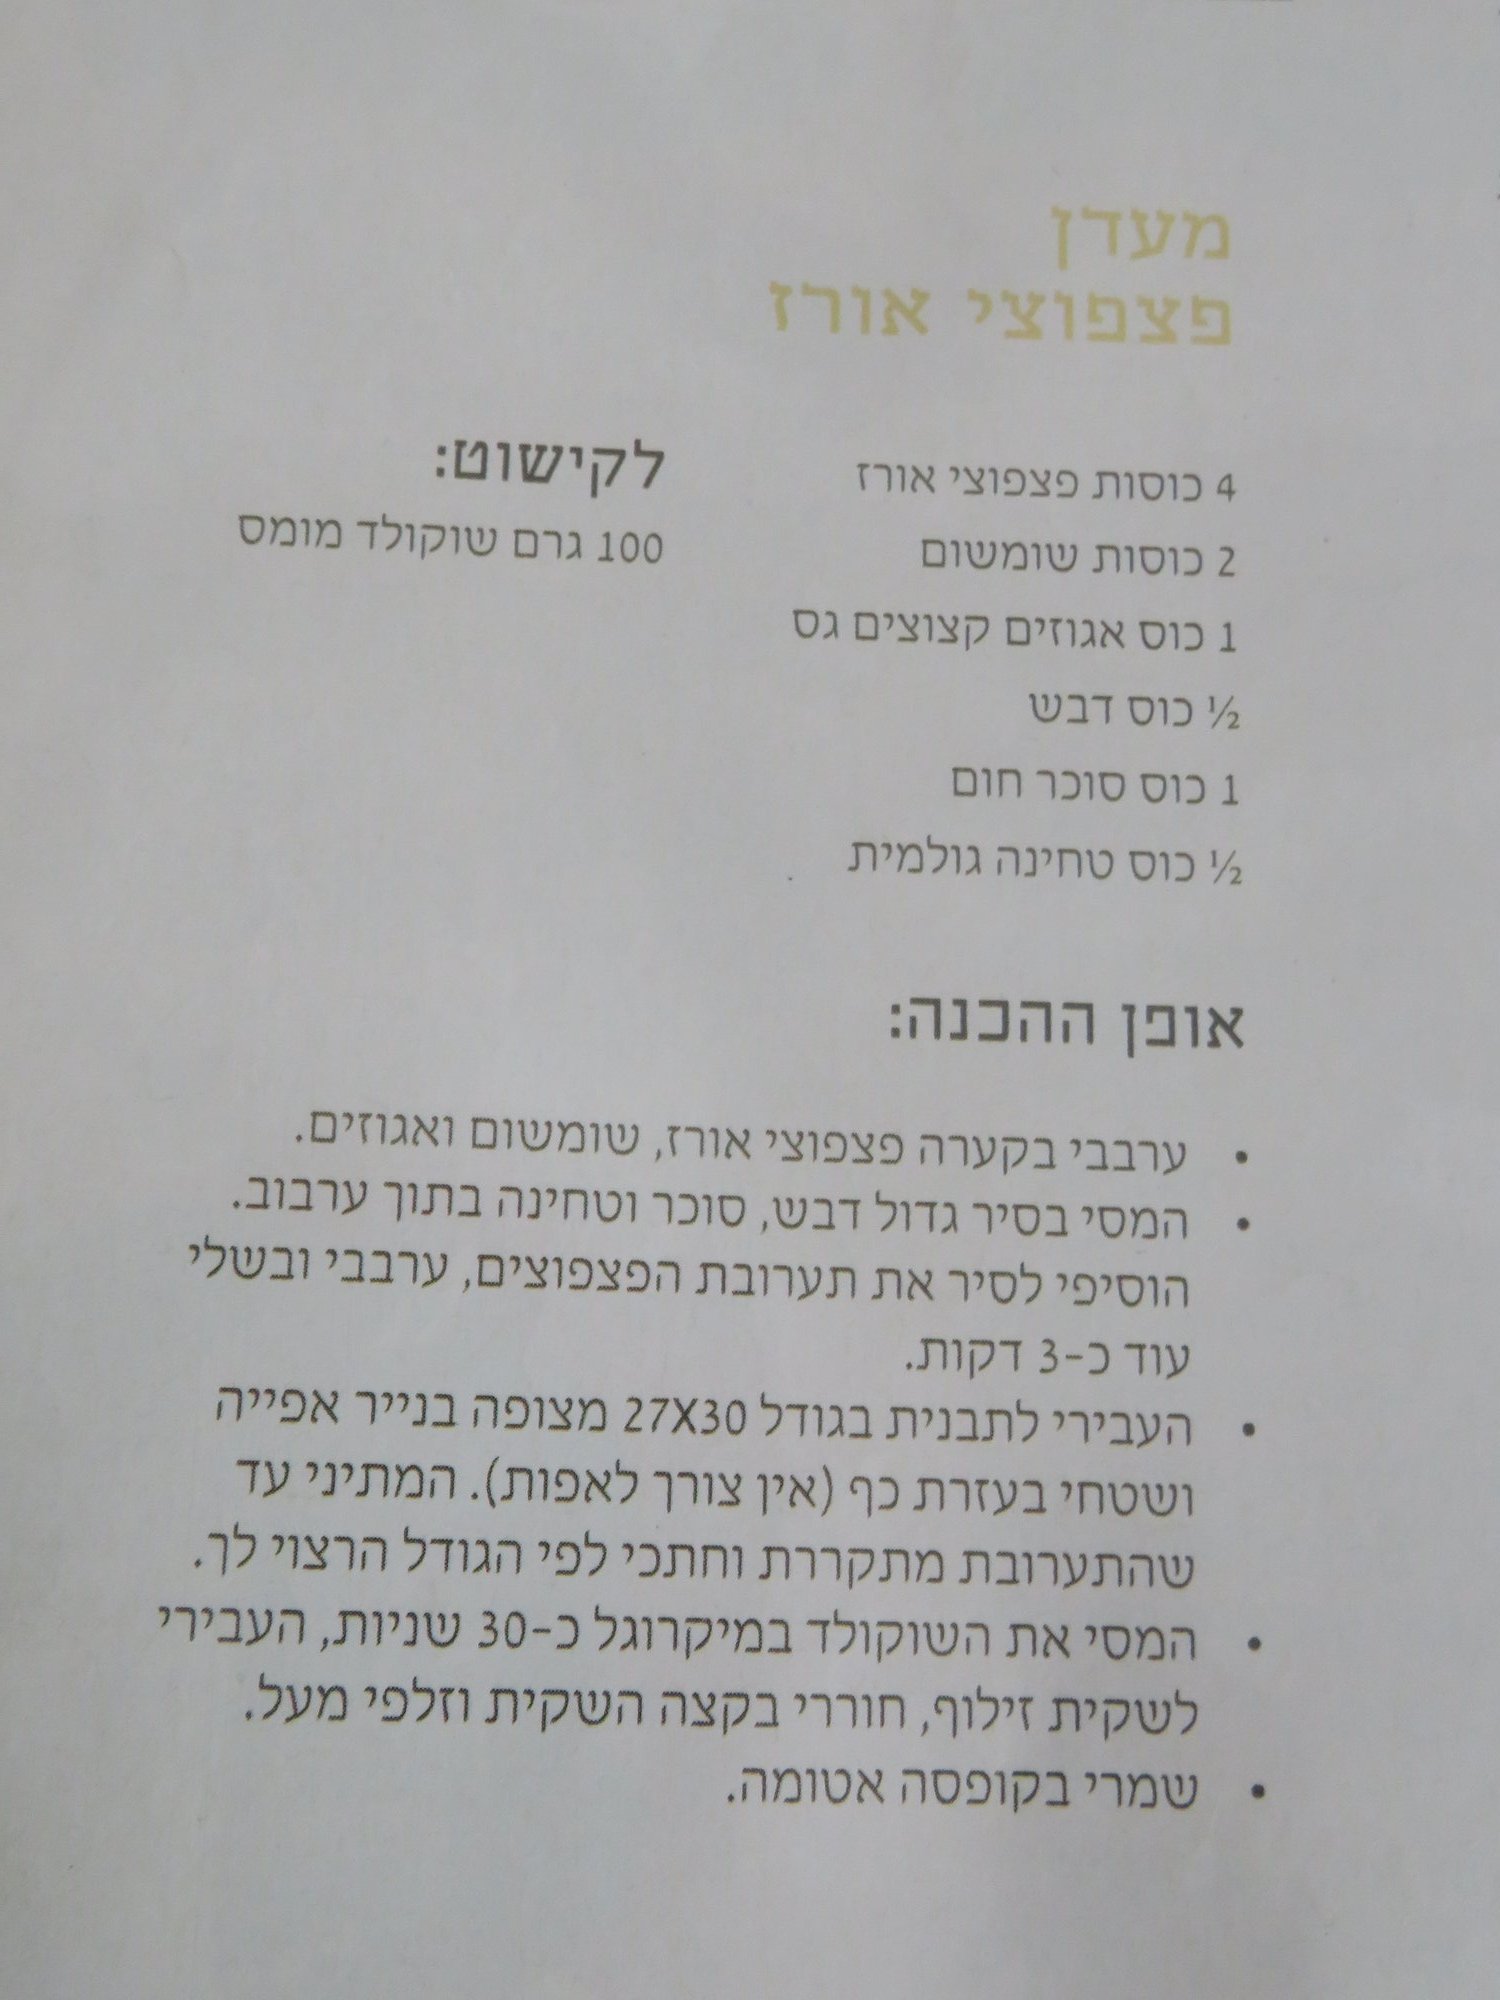 מעדן
פצפוצי אורז
4 כוסות פצפוצי אורז
2 כוסות שומשום
1 כוס אגוזים קצוצים גס
½ כוס דבש
1 כוס סוכר חום
½ כוס טחינה גולמית
לקישוט:
100 גרם שוקולד מומס
אופן ההכנה:
• ערבבי בקערה פצפוצי אורז, שומשום ואגוזים.
• המסי בסיר גדול דבש, סוכר וטחינה בתוך ערבוב.
הוסיפי לסיר את תערובת הפצפוצים, ערבבי ובשלי
עוד כ-3 דקות.
• העבירי לתבנית בגודל 27X30 מצופה בנייר אפייה
ושטחי בעזרת כף (אין צורך לאפות). המתיני עד
שהתערובת מתקררת וחתכי לפי הגודל הרצוי לך.
• המסי את השוקולד במיקרוגל כ-30 שניות, העבירי
לשקית זילוף, חוררי בקצה השקית וזלפי מעל.
• שמרי בקופסה אטומה.